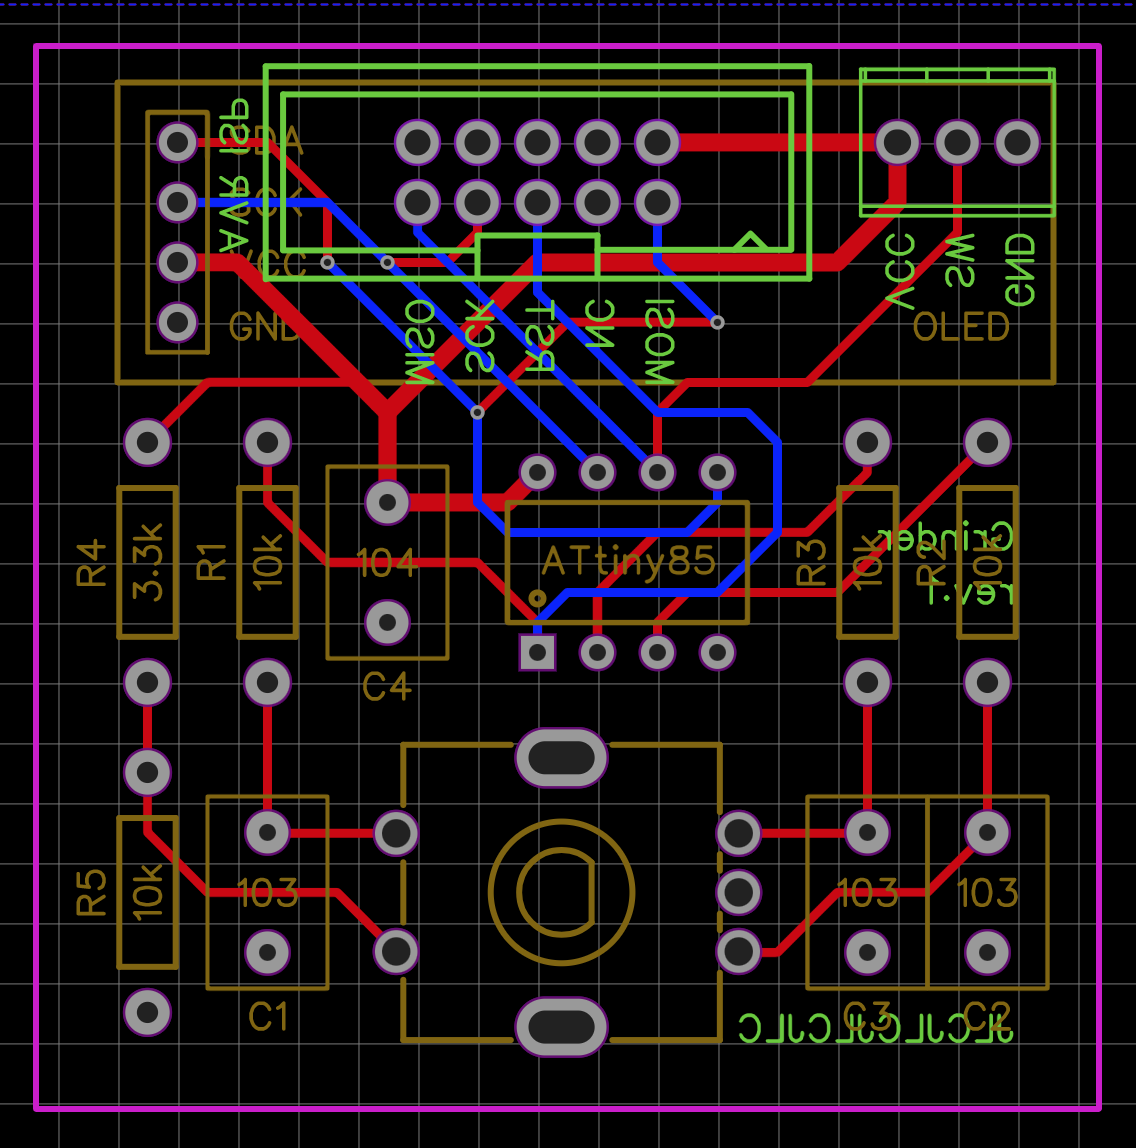 SDA
AVR ISP
SCK
VCC
GND
MISO
SCK
RST
NC
MOSI
VCC
SW
GND
OLED
R4
3.3k
R1
10k
104
ATtiny85
R3
10k
R2
10k
Grinder
rev.1
C4
R5
10k
103
103
103
C1
C3
C2
JLCJLCJLCJLC